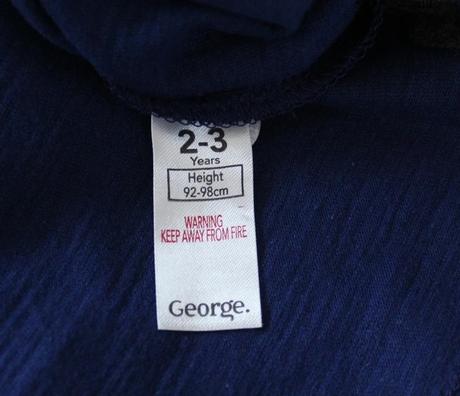 2-3
Years
Height
92-98cm
WARNING
KEEP AWAY FROM FIRE
George.